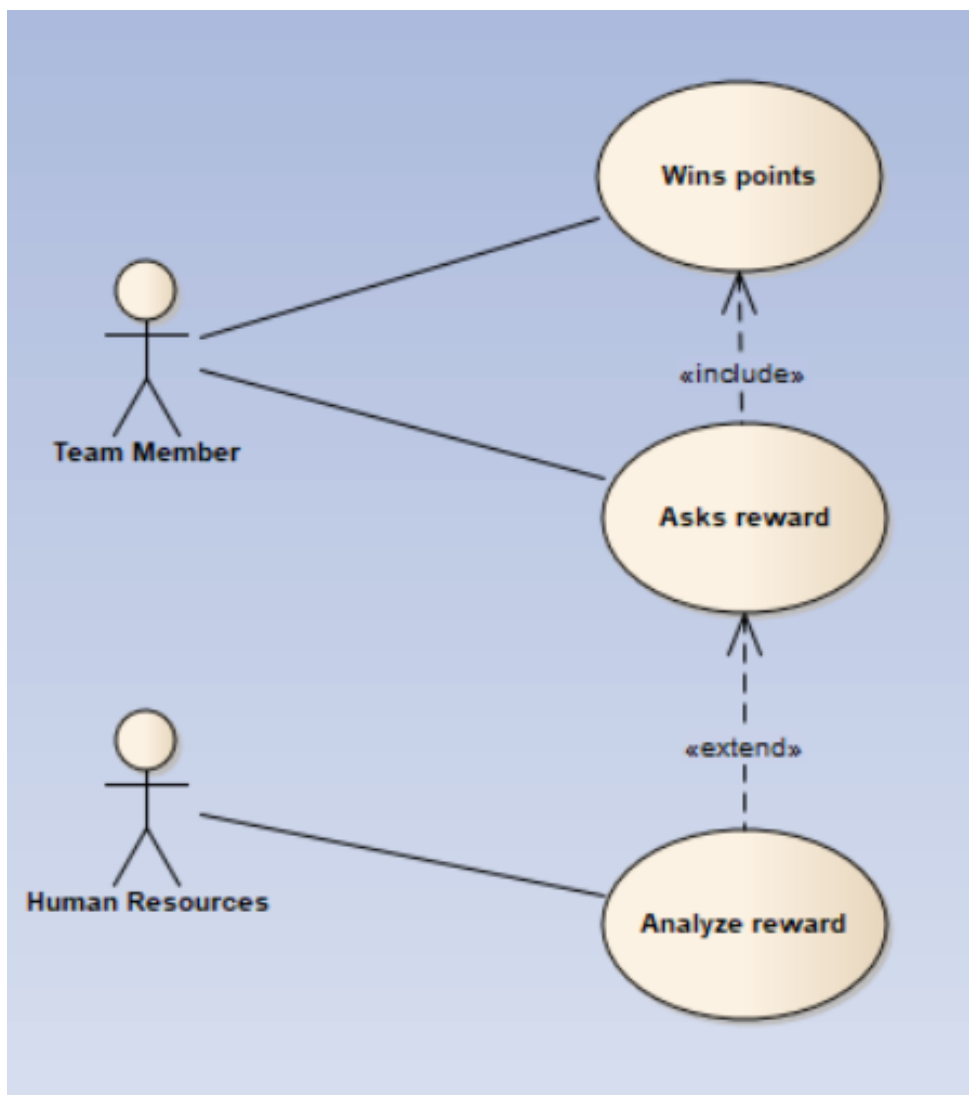 Wins points
«include»
Team Member
Asks reward
«extend»
Human Resources
Analyze reward